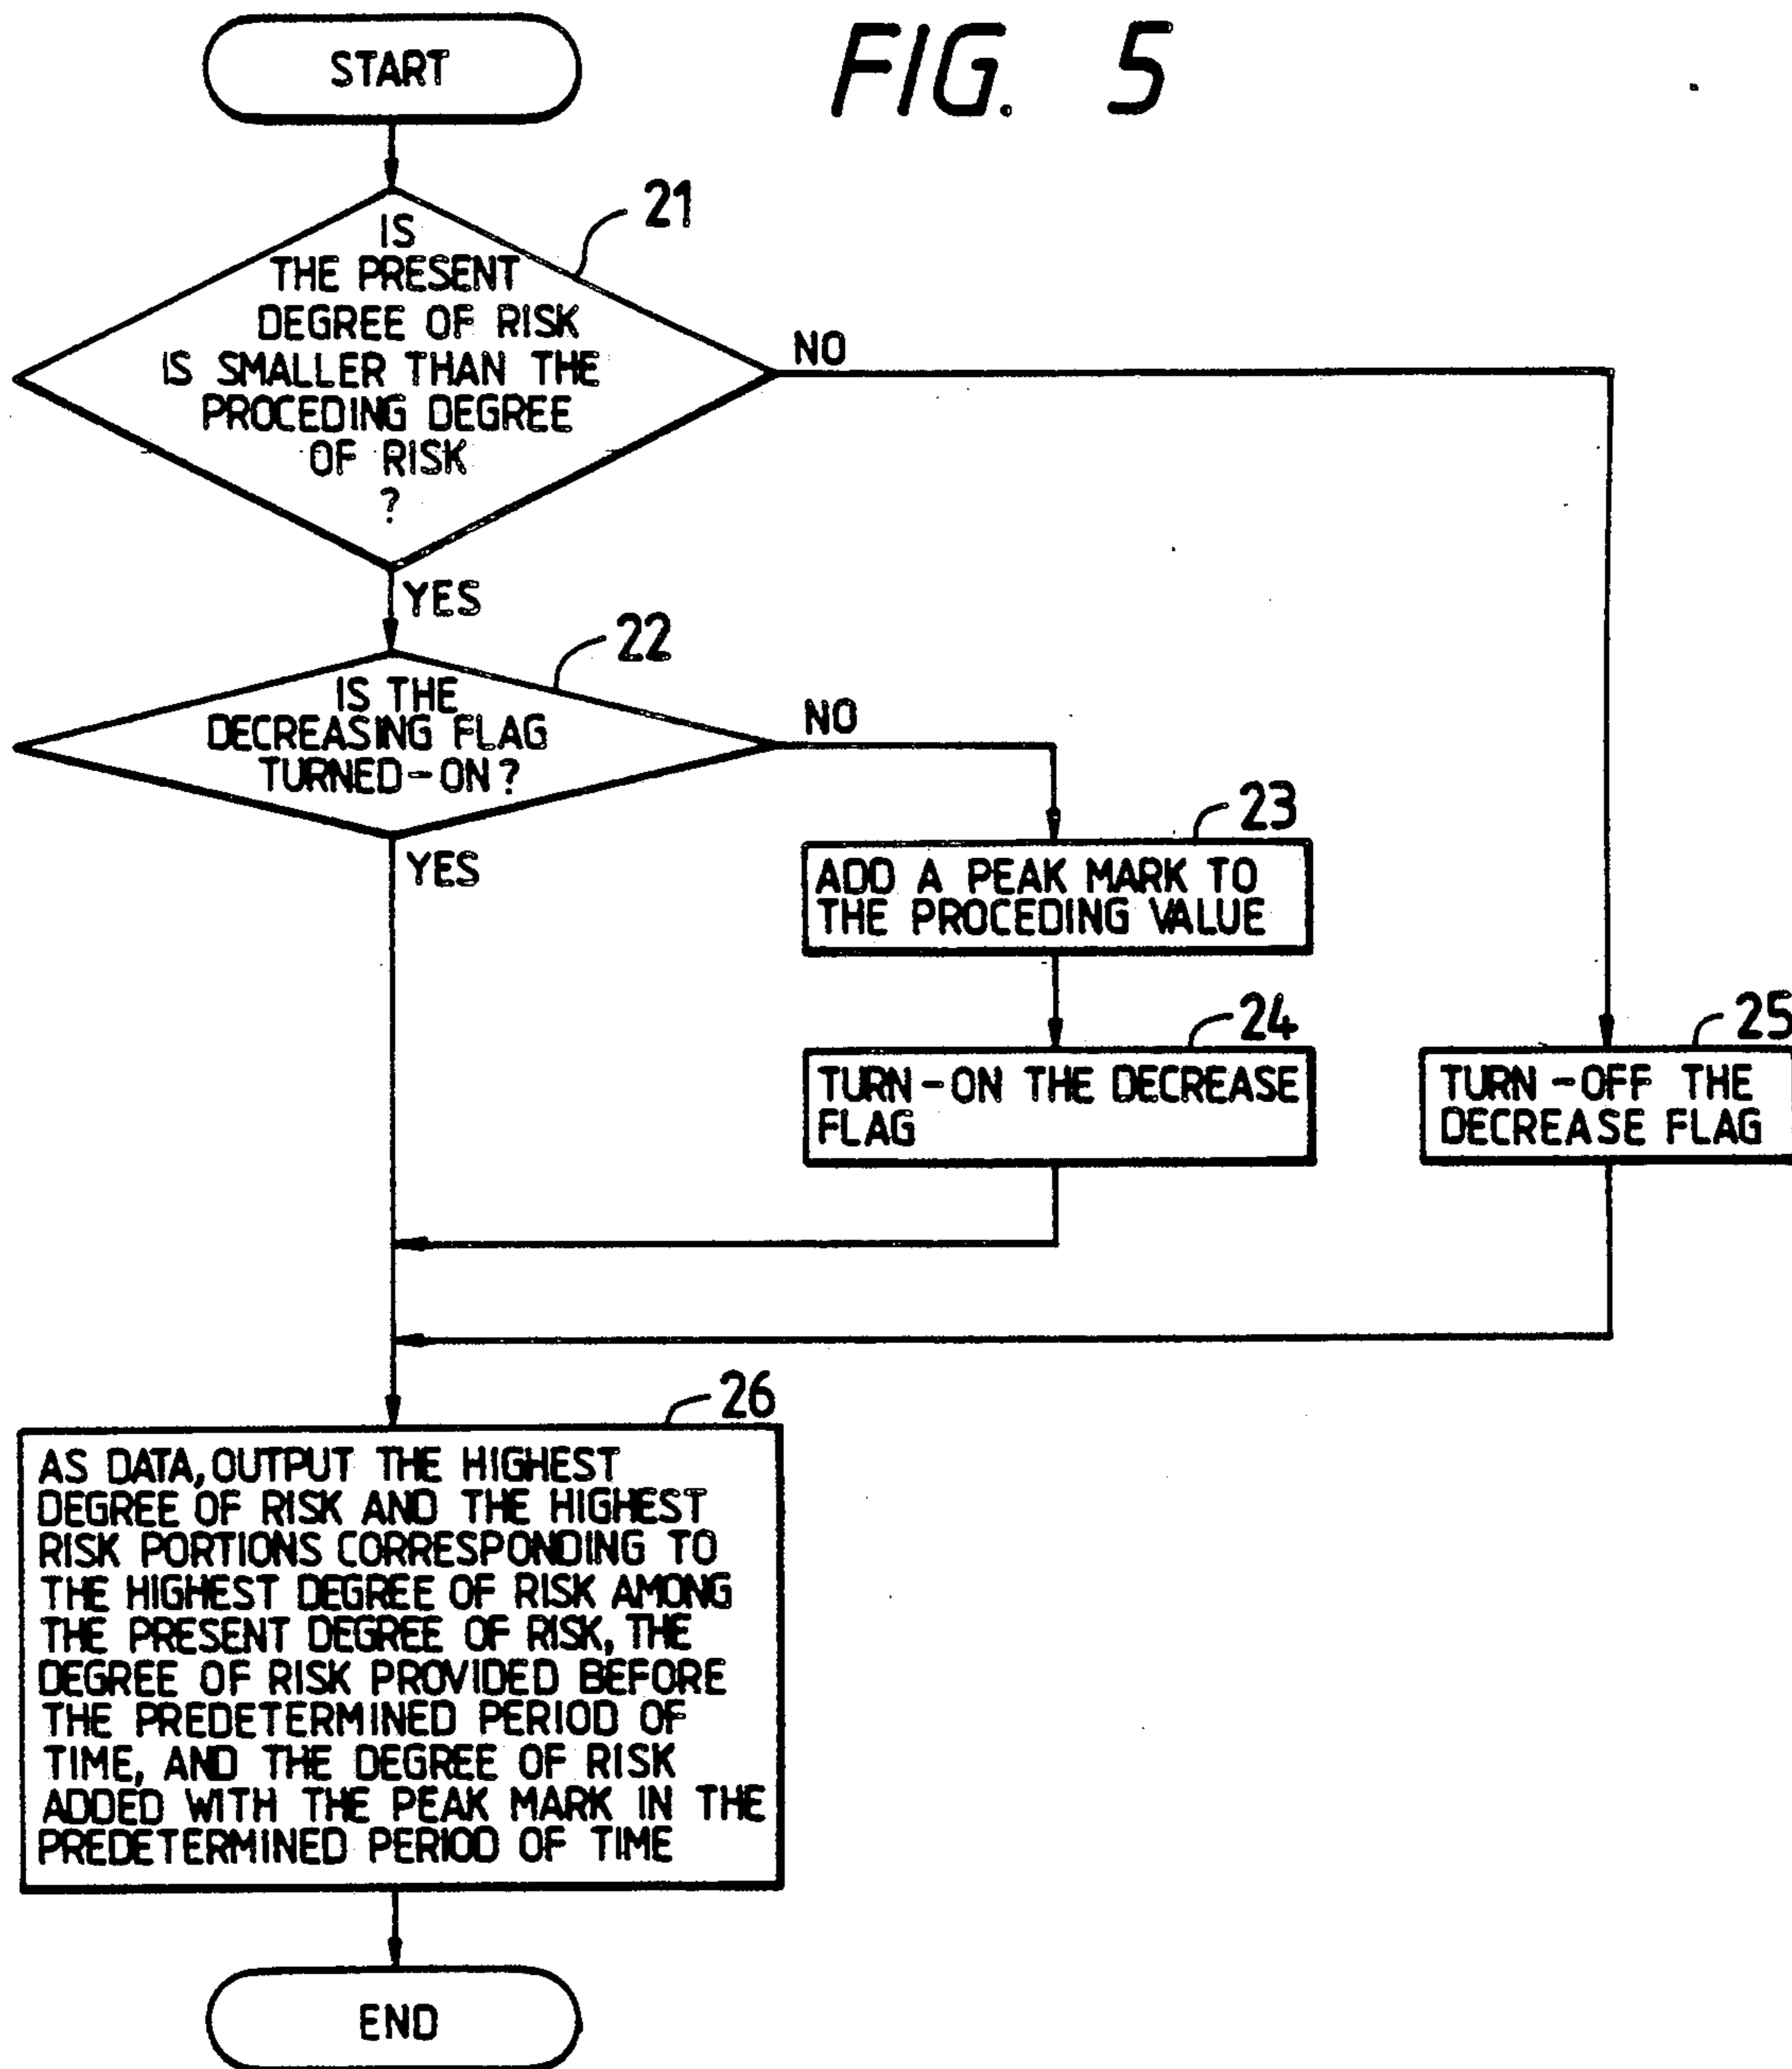 FIG. 5
START
21
IS
THE PRESENT
DEGREE OF RISK
IS SMALLER THAN THE
PROCEDING DEGREE
OF RISK
?
NO
YES
22
IS THE
DECREASING FLAG
TURNED-ON?
NO
YES
23
ADD A PEAK MARK TO
THE PROCEDING VALUE
24
TURN-ON THE DECREASE
FLAG
25
TURN-OFF THE
DECREASE FLAG
26
AS DATA, OUTPUT THE HIGHEST
DEGREE OF RISK AND THE HIGHEST
RISK PORTIONS CORRESPONDING TO
THE HIGHEST DEGREE OF RISK AMONG
THE PRESENT DEGREE OF RISK, THE
DEGREE OF RISK PROVIDED BEFORE
THE PREDETERMINED PERIOD OF
TIME, AND THE DEGREE OF RISK
ADDED WITH THE PEAK MARK IN THE
PREDETERMINED PERIOD OF TIME
END